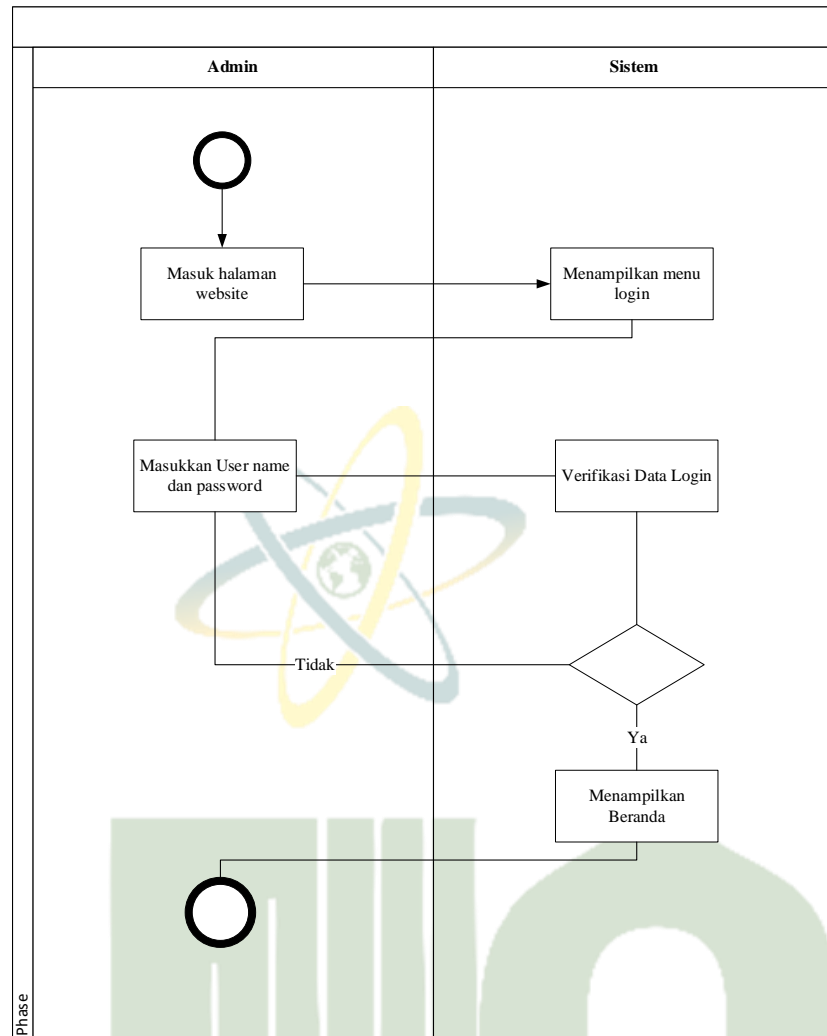 Admin
Sistem
Masuk halaman
website
Menampilkan menu
login
Masukkan User name
dan password
Verifikasi Data Login
Tidak
Ya
Menampilkan
Beranda
Phase